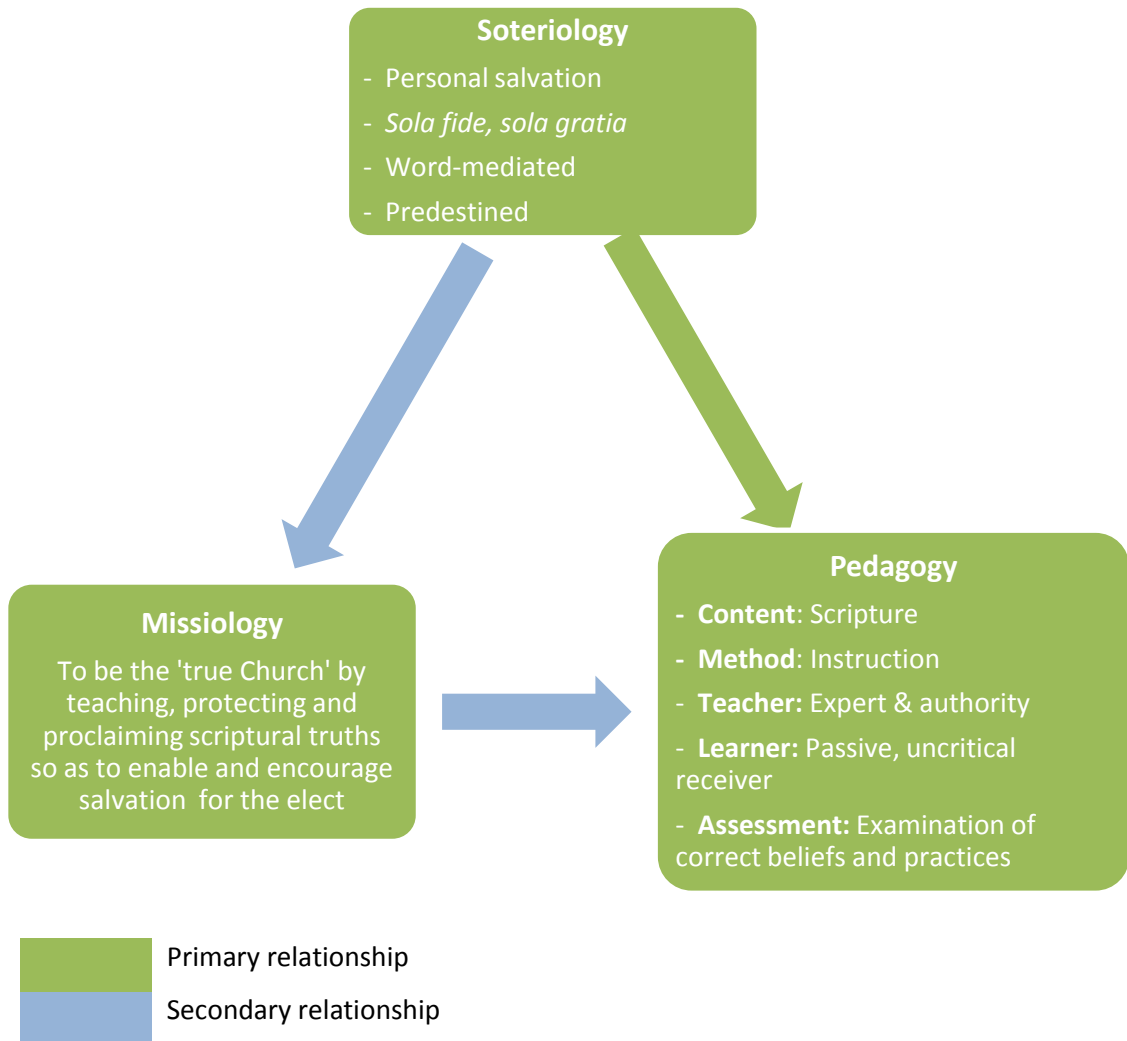 Soteriology
- Personal salvation
- Sola fide, sola gratia
- Word-mediated
- Predestined
Missiology
To be the 'true Church' by
teaching, protecting and
proclaiming scriptural truths
so as to enable and encourage
salvation for the elect
Pedagogy
- Content: Scripture
- Method: Instruction
- Teacher: Expert & authority
- Learner: Passive, uncritical
receiver
- Assessment: Examination of
correct beliefs and practices
Primary relationship
Secondary relationship